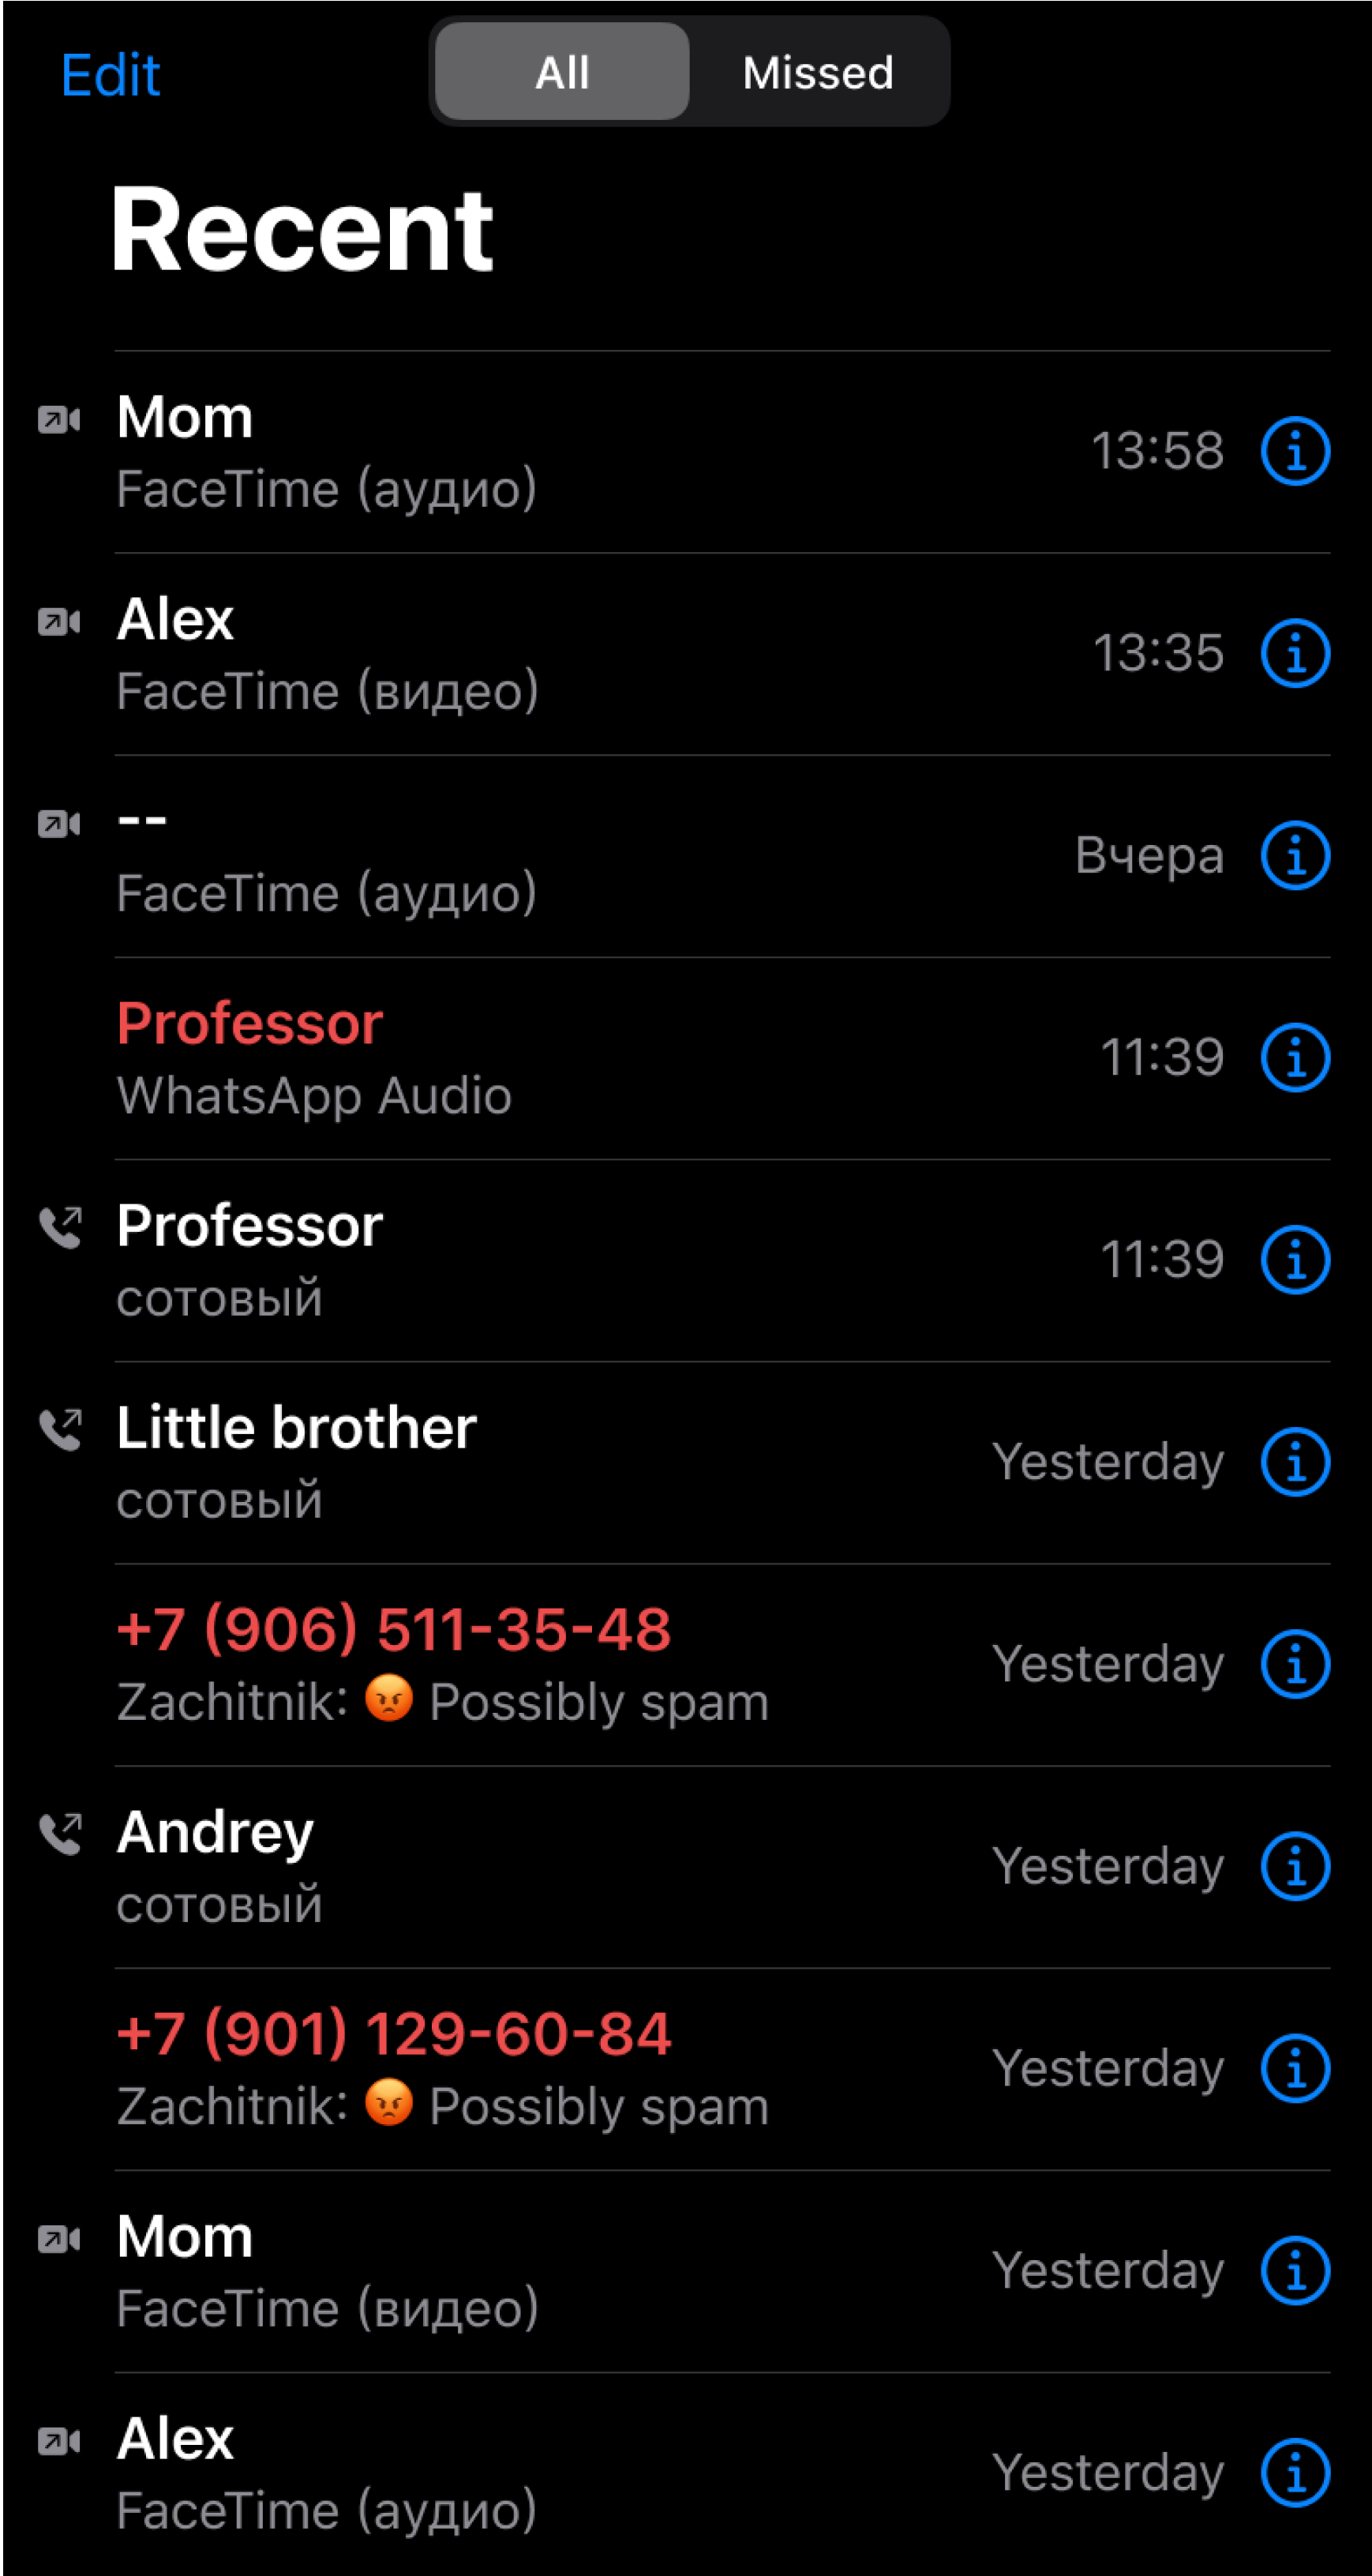 Edit
All
Missed
Recent
Mom
FaceTime (аудио)
13:58
Alex
FaceTime (видео)
13:35
--
FaceTime (аудио)
Вчера
Professor
WhatsApp Audio
11:39
Professor
сотовый
11:39
Little brother
сотовый
Yesterday
+7 (906) 511-35-48
Zachitnik: 😡 Possibly spam
Yesterday
Andrey
сотовый
Yesterday
+7 (901) 129-60-84
Zachitnik: 😡 Possibly spam
Yesterday
Mom
FaceTime (видео)
Yesterday
Alex
FaceTime (аудио)
Yesterday